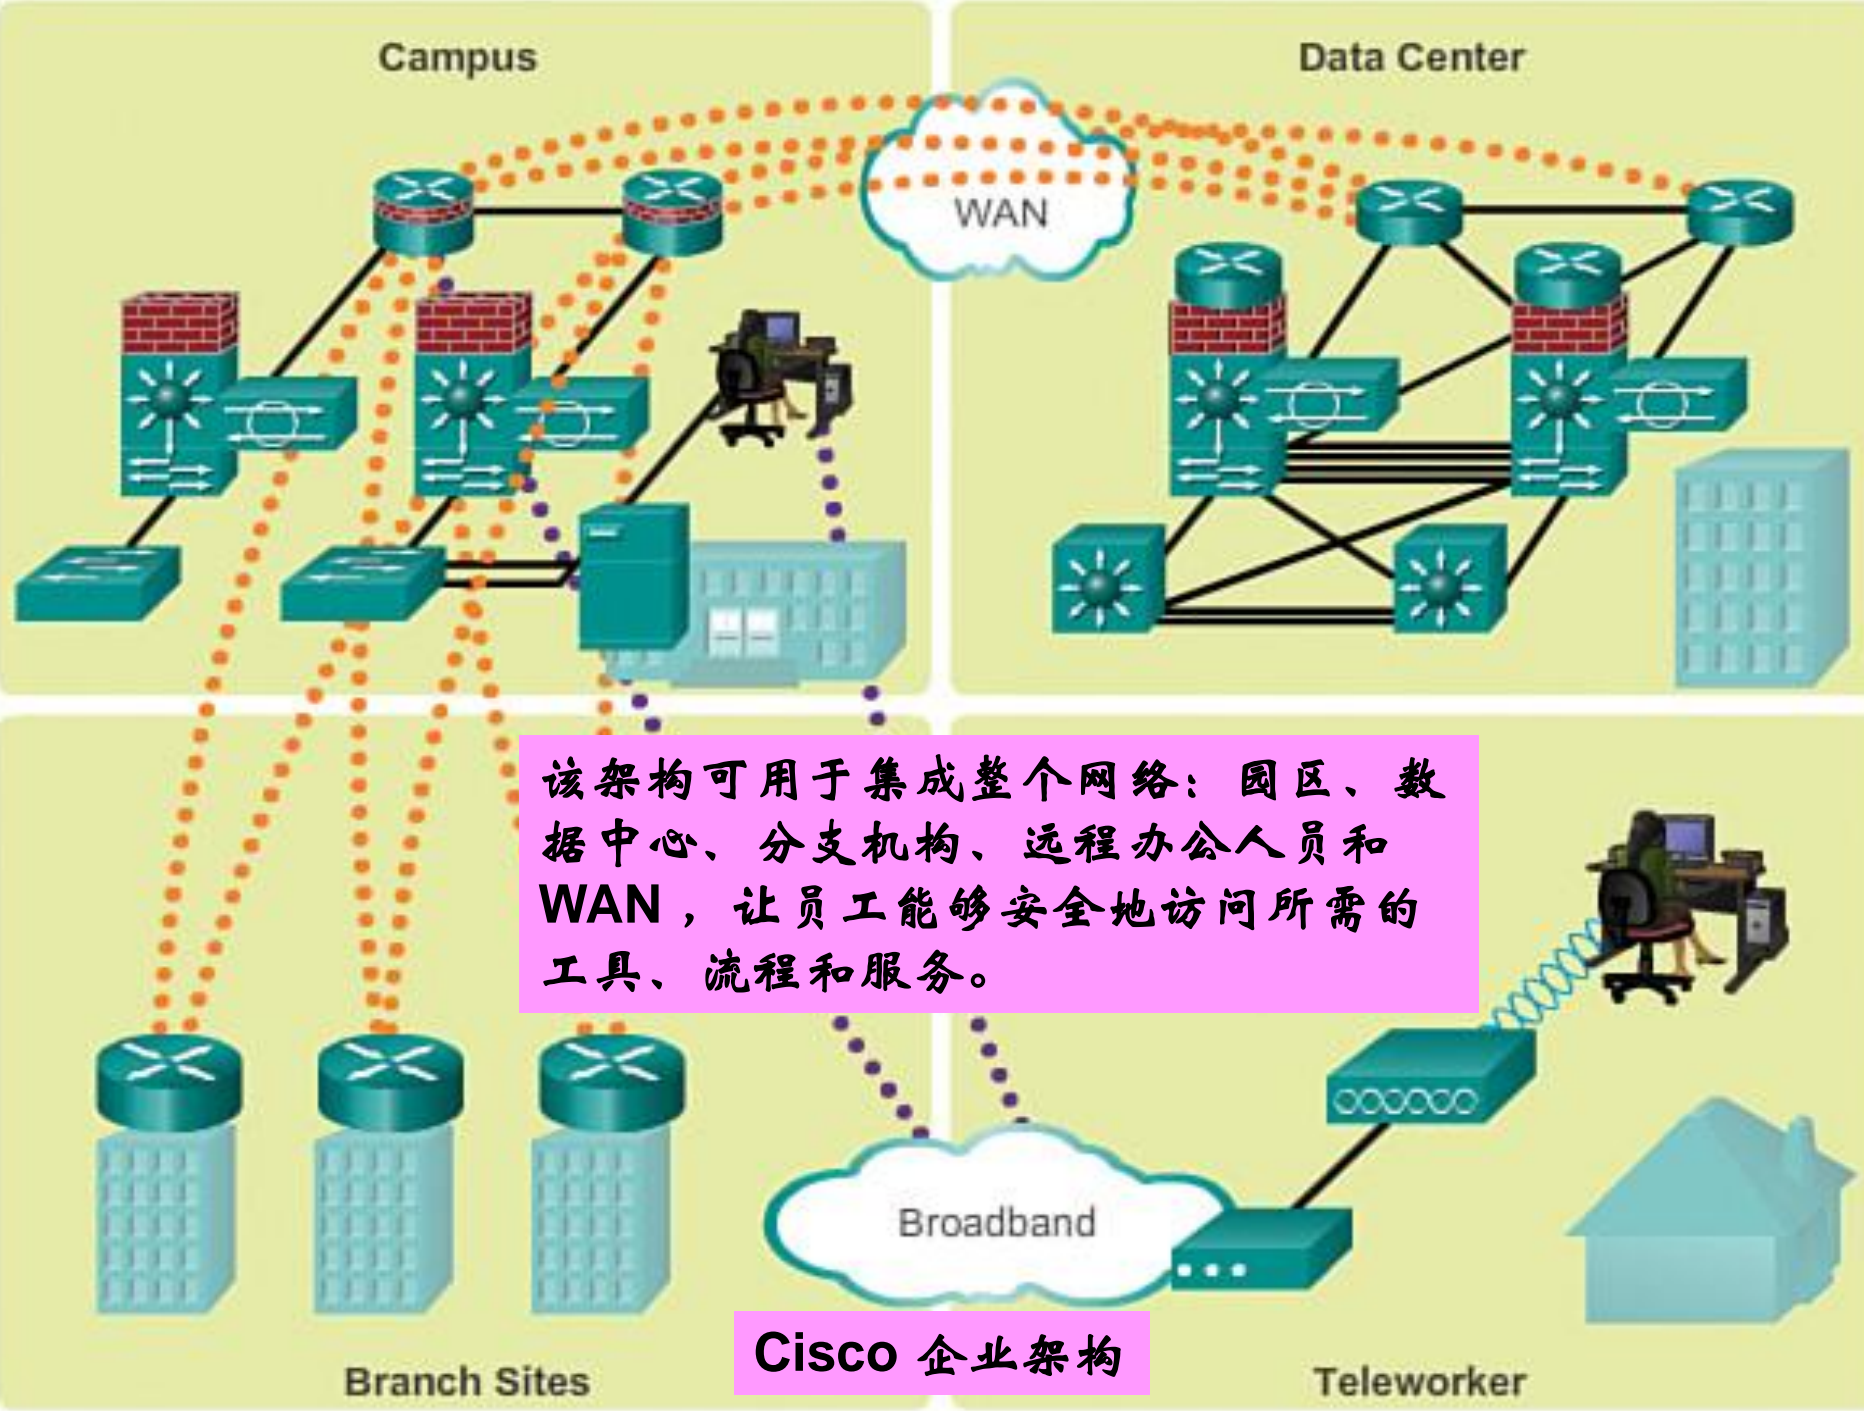 Campus
Data Center
WAN
该架构可用于集成整个网络：园区、数
据中心、分支机构、远程办公人员和
WAN，让员工能够安全地访问所需的
工具、流程和服务。
Broadband
Cisco 企业架构
Branch Sites
Teleworker